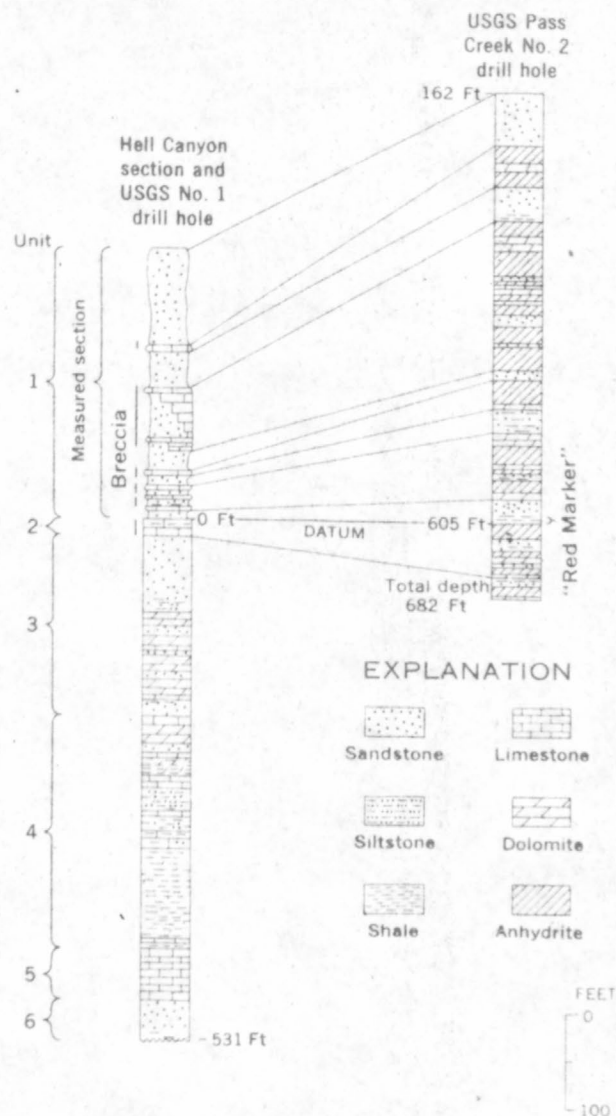 USGS Pass
Creek No. 2
drill hole
162 Ft
Hell Canyon
section and
USGS No. 1
drill hole
Unit
Measured section
1
Breccia
2
0 Ft
DATUM
605 Ft
"Red Marker"
Total depth
682 Ft
3
EXPLANATION
Sandstone
Limestone
Siltstone
Dolomite
4
Shale
Anhydrite
5
6
531 Ft
FEET
0
100